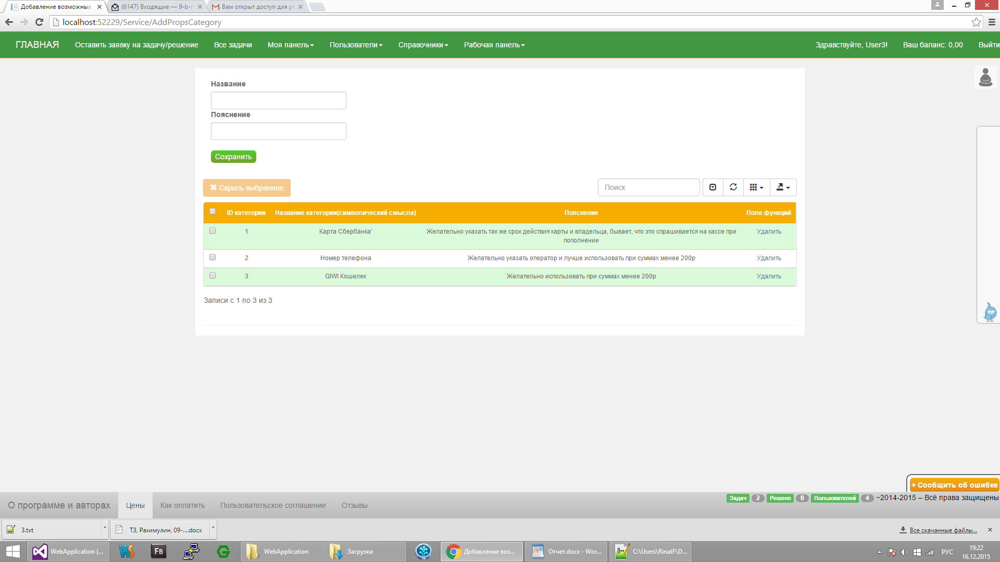 Добавление возможных
(6147) Входящие — 9-b-r
Вам открыт доступ для р
localhost:52229/Service/AddPropsCategory
ГЛАВНАЯ
Оставить заявку на задачу/решение
Все задачи
Моя панель
Пользователи
Справочники
Рабочая панель
Здравствуйте, User3!
Ваш баланс: 0,00
Выйти
Название
Пояснение
Сохранить
Скрыть выбранное
Поиск
ID категории Название категории(символический смысла) Пояснение Поле функций
1 Карта Сбербанка' Желательно указать так же срок действия карты и владельца, бывает, что это спрашивается на кассе при Удалить
пополнении
2 Номер телефона Желательно указать оператор и лучше использовать при суммах менее 200р Удалить
3 QIWI Кошелек Желательно использовать при суммах менее 200р Удалить
Записи с 1 по 3 из 3
+ Сообщить об ошибке
О программе и авторах
Цены
Как оплатить
Пользовательское соглашение
Отзывы
Задач 2 Решено 0 Пользователей 4 ~2014-2015 – Всё права защищены
3.txt
ТЗ, Рахимулин, 09-....docx
Все скачанные файлы...
WebApplication (...
FB
WebApplication
Загрузки
Добавление воз...
Отчет.docx - Wor...
C:\Users\RinatF\D...
РУС
19:22
16.12.2015